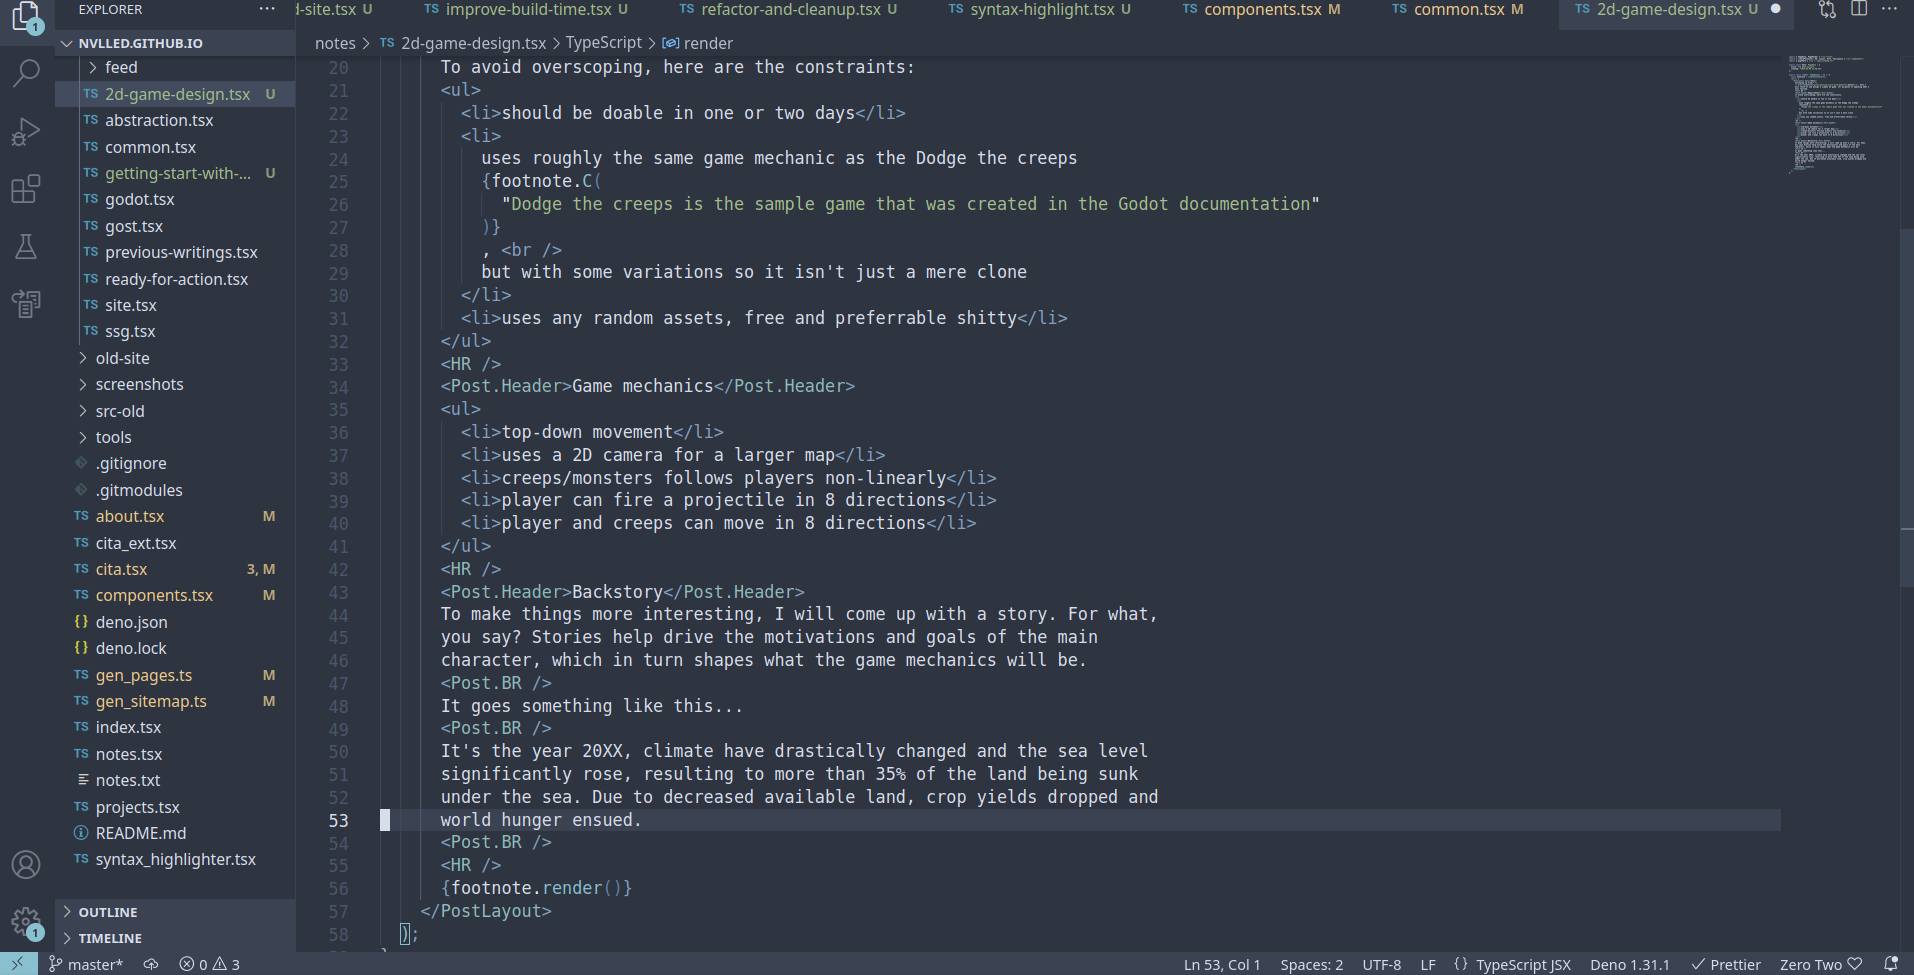 EXPLORER
d-site.tsx U
TS improve-build-time.tsx U
TS refactor-and-cleanup.tsx U
TS syntax-highlight.tsx U
TS components.tsx M
TS common.tsx M
TS 2d-game-design.tsx U
NVLLED.GITHUB.IO
feed
TS 2d-game-design.tsx U
TS abstraction.tsx
TS common.tsx
TS getting-start-with-... U
TS godot.tsx
TS gost.tsx
TS previous-writings.tsx
TS ready-for-action.tsx
TS site.tsx
TS ssg.tsx
old-site
screenshots
src-old
tools
.gitignore
.gitmodules
TS about.tsx M
TS cita_ext.tsx
TS cita.tsx 3, M
TS components.tsx M
{} deno.json
{} deno.lock
TS gen_pages.ts M
TS gen_sitemap.ts M
TS index.tsx
TS notes.tsx
notes.txt
TS projects.tsx
README.md
TS syntax_highlighter.tsx
OUTLINE
TIMELINE
1
1
notes > TS 2d-game-design.tsx > TypeScript > render
20 To avoid overscoping, here are the constraints:
21 <ul>
22 <li>should be doable in one or two days</li>
23 <li>
24 uses roughly the same game mechanic as the Dodge the creeps
25 {footnote.C(
26 "Dodge the creeps is the sample game that was created in the Godot documentation"
27 )}
28 , <br />
29 but with some variations so it isn't just a mere clone
30 </li>
31 <li>uses any random assets, free and preferrable shitty</li>
32 </ul>
33 <HR />
34 <Post.Header>Game mechanics</Post.Header>
35 <ul>
36 <li>top-down movement</li>
37 <li>uses a 2D camera for a larger map</li>
38 <li>creeps/monsters follows players non-linearly</li>
39 <li>player can fire a projectile in 8 directions</li>
40 <li>player and creeps can move in 8 directions</li>
41 </ul>
42 <HR />
43 <Post.Header>Backstory</Post.Header>
44 To make things more interesting, I will come up with a story. For what,
45 you say? Stories help drive the motivations and goals of the main
46 character, which in turn shapes what the game mechanics will be.
47 <Post.BR />
48 It goes something like this...
49 <Post.BR />
50 It's the year 20XX, climate have drastically changed and the sea level
51 significantly rose, resulting to more than 35% of the land being sunk
52 under the sea. Due to decreased available land, crop yields dropped and
53 world hunger ensued.
54 <Post.BR />
55 <HR />
56 {footnote.render()}
57 </PostLayout>
58 );
master* 0 3
Ln 53, Col 1 Spaces: 2 UTF-8 LF {} TypeScript JSX Deno 1.31.1 Prettier Zero Two